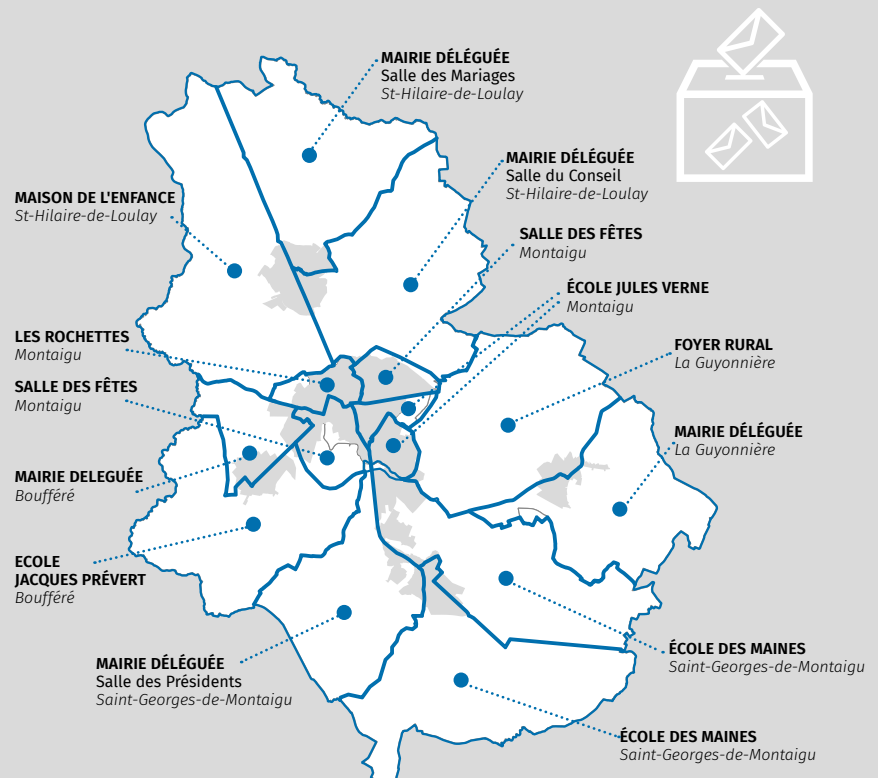 MAIRIE DÉLÉGUÉE
Salle des Mariages
St-Hilaire-de-Loulay
MAIRIE DÉLÉGUÉE
Salle du Conseil
St-Hilaire-de-Loulay
MAISON DE L'ENFANCE
St-Hilaire-de-Loulay
SALLE DES FÊTES
Montaigu
ÉCOLE JULES VERNE
Montaigu
LES ROCHETTES
Montaigu
FOYER RURAL
La Guyonnière
SALLE DES FÊTES
Montaigu
MAIRIE DÉLÉGUÉE
La Guyonnière
MAIRIE DELEGUÉE
Boufféré
ECOLE
JACQUES PRÉVERT
Boufféré
MAIRIE DÉLÉGUÉE
Salle des Présidents
Saint-Georges-de-Montaigu
ÉCOLE DES MAINES
Saint-Georges-de-Montaigu
ÉCOLE DES MAINES
Saint-Georges-de-Montaigu